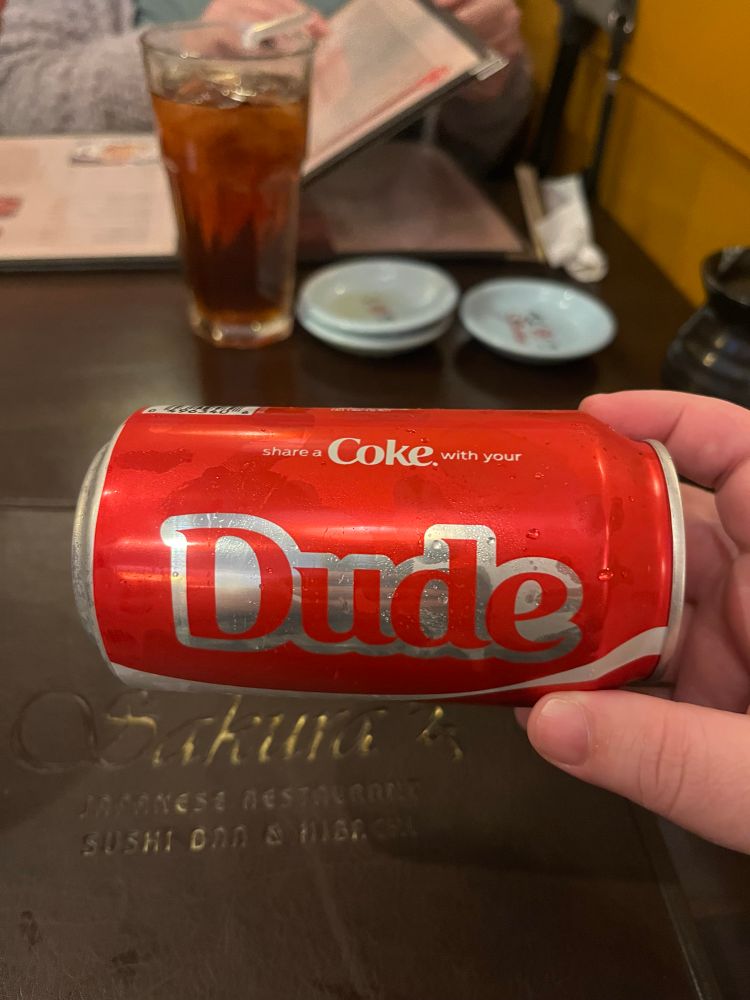 share a Coke. with your
Dude
Sakura
JAPANESE RESTAURANT
SUSHI BAR & HIBACHI